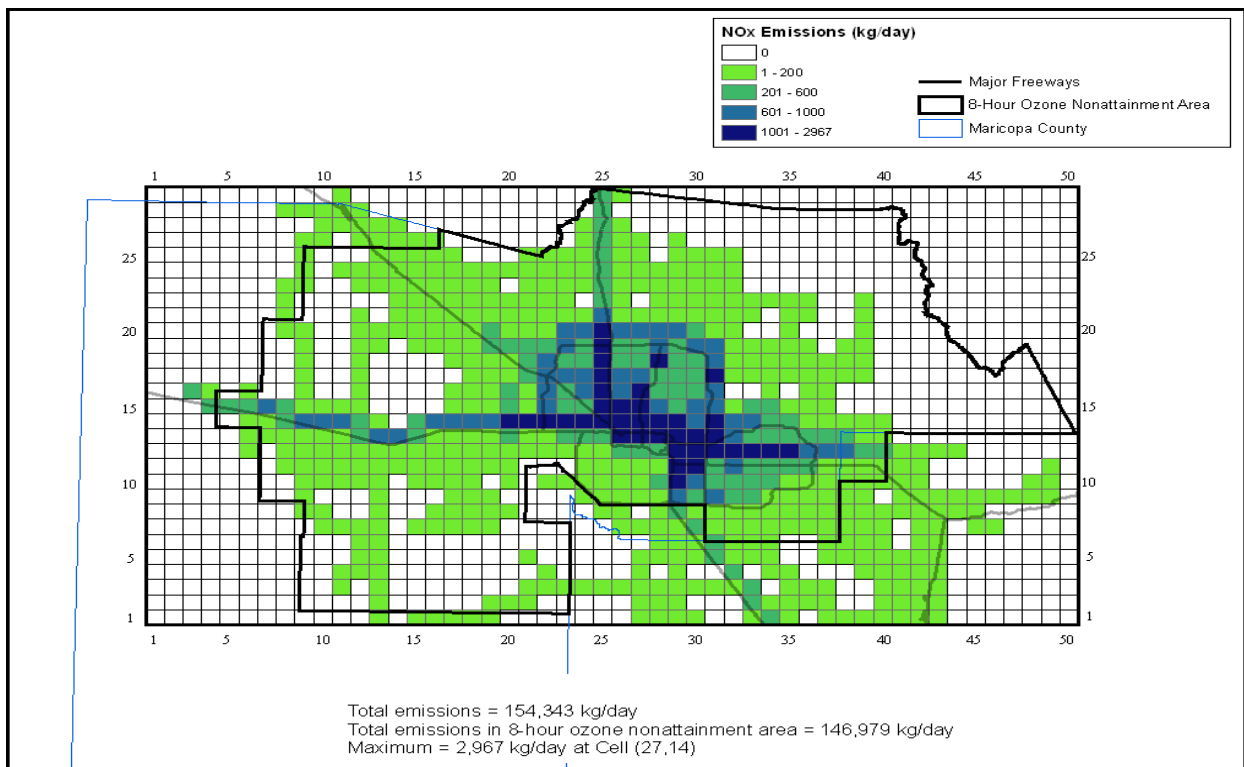 NOx Emissions (kg/day)
0
1 - 200
201 - 600
601 - 1000
1001 - 2967
Major Freeways
8-Hour Ozone Nonattainment Area
Maricopa County
1 5 10 15 20 25 30 35 40 45 50
25 25
20 20
15 15
10 10
5 5
1 1
1 5 10 15 20 25 30 35 40 45 50
Total emissions = 154,343 kg/day
Total emissions in 8-hour ozone nonattainment area = 146,979 kg/day
Maximum = 2,967 kg/day at Cell (27,14)